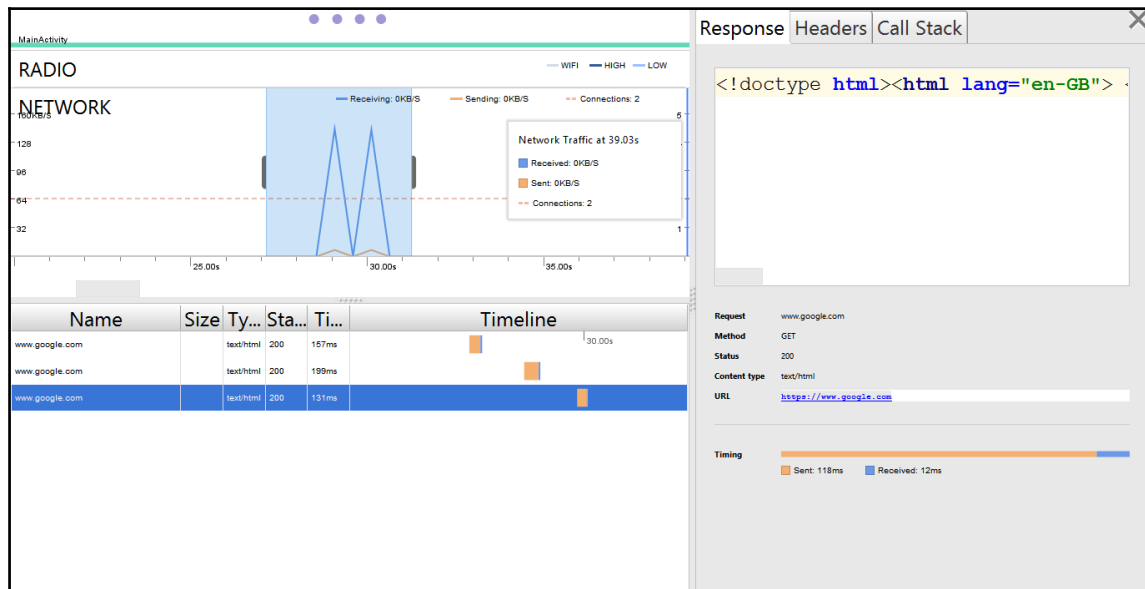 MainActivity
RADIO
WIFI HIGH LOW
NETWORK
Receiving: 0KB/S Sending: 0KB/S Connections: 2
160KB/S
5
128
96
64
32
1
Network Traffic at 39.03s
Received: 0KB/S
Sent: 0KB/S
Connections: 2
25.00s 30.00s 35.00s
Name Size Ty... Sta... Ti... Timeline
30.00s
www.google.com text/html 200 157ms
www.google.com text/html 200 199ms
www.google.com text/html 200 131ms
Response Headers Call Stack
<!doctype html><html lang="en-GB"> <
Request www.google.com
Method GET
Status 200
Content type text/html
URL https://www.google.com
Timing
Sent: 118ms Received: 12ms